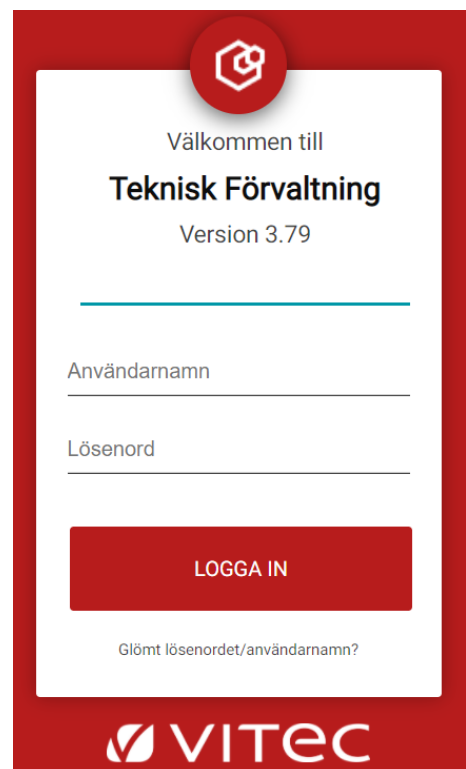 Välkommen till
Teknisk Förvaltning
Version 3.79
Användarnamn
Lösenord
LOGGA IN
Glömt lösenordet/användarnamn?
VITEC